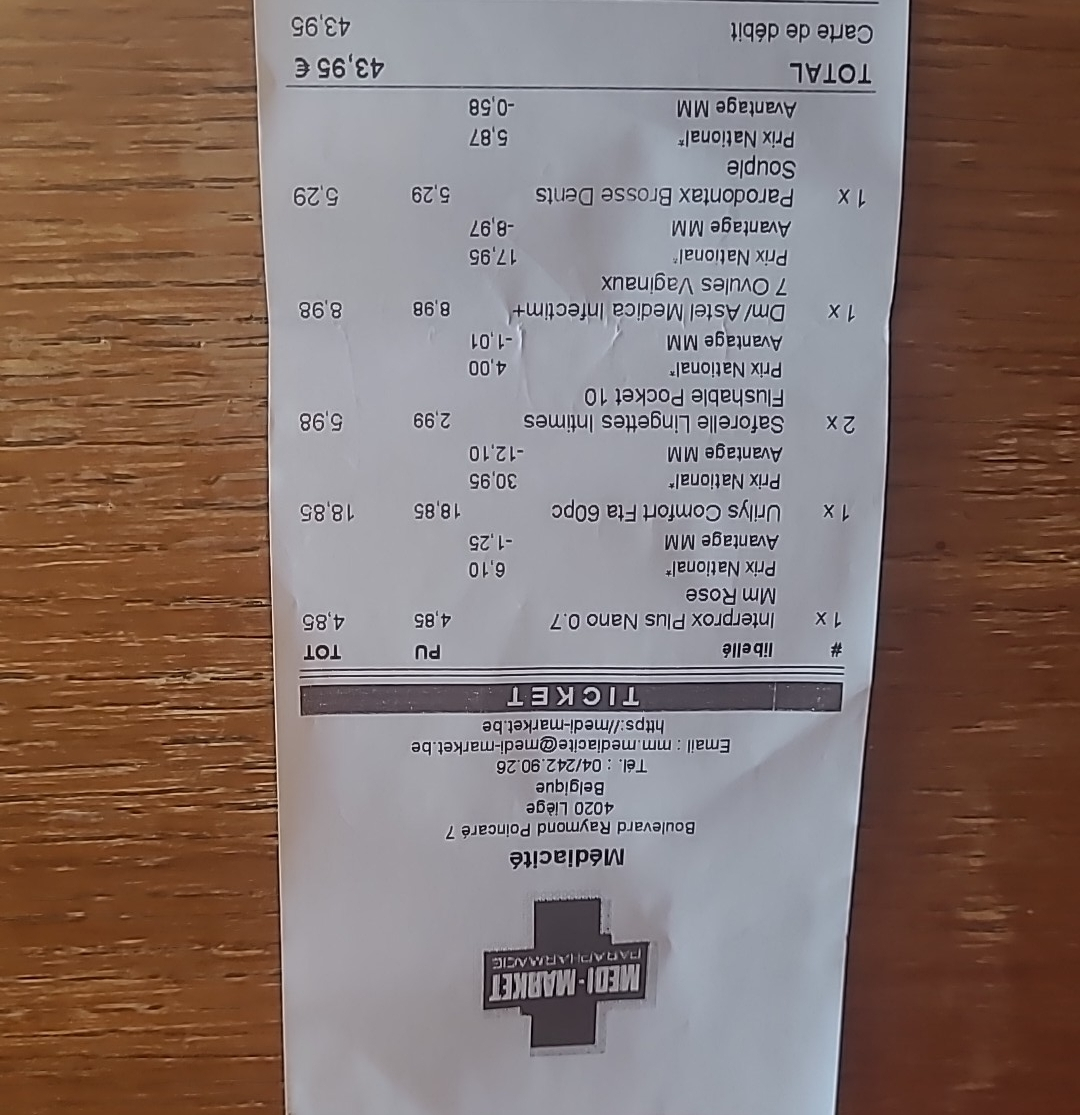 MEDI-MARKET
PARAPHARMACIE
Médiacité
Boulevard Raymond Poincaré 7
4020 Liège
Belgique
Tél. : 04/242.90.26
Email : mm.mediacite@medi-market.be
https://medi-market.be
TICKET
# libellé PU TOT
1 x Interprox Plus Nano 0.7 4,85 4,85
Mm Rose
Prix National* 6,10
Avantage MM -1,25
1 x Urilys Comfort Fta 60pc 18,85 18,85
Prix National* 30,95
Avantage MM -12,10
2 x Saforelle Lingettes Intimes 2,99 5,98
Flushable Pocket 10
Prix National* 4,00
Avantage MM -1,01
1 x Dm/Astel Medica Infectim+ 8,98 8,98
7 Ovules Vaginaux
Prix National* 17,95
Avantage MM -8,97
1 x Parodontax Brosse Dents 5,29 5,29
Souple
Prix National* 5,87
Avantage MM -0,58
TOTAL 43,95 €
Carte de débit 43,95